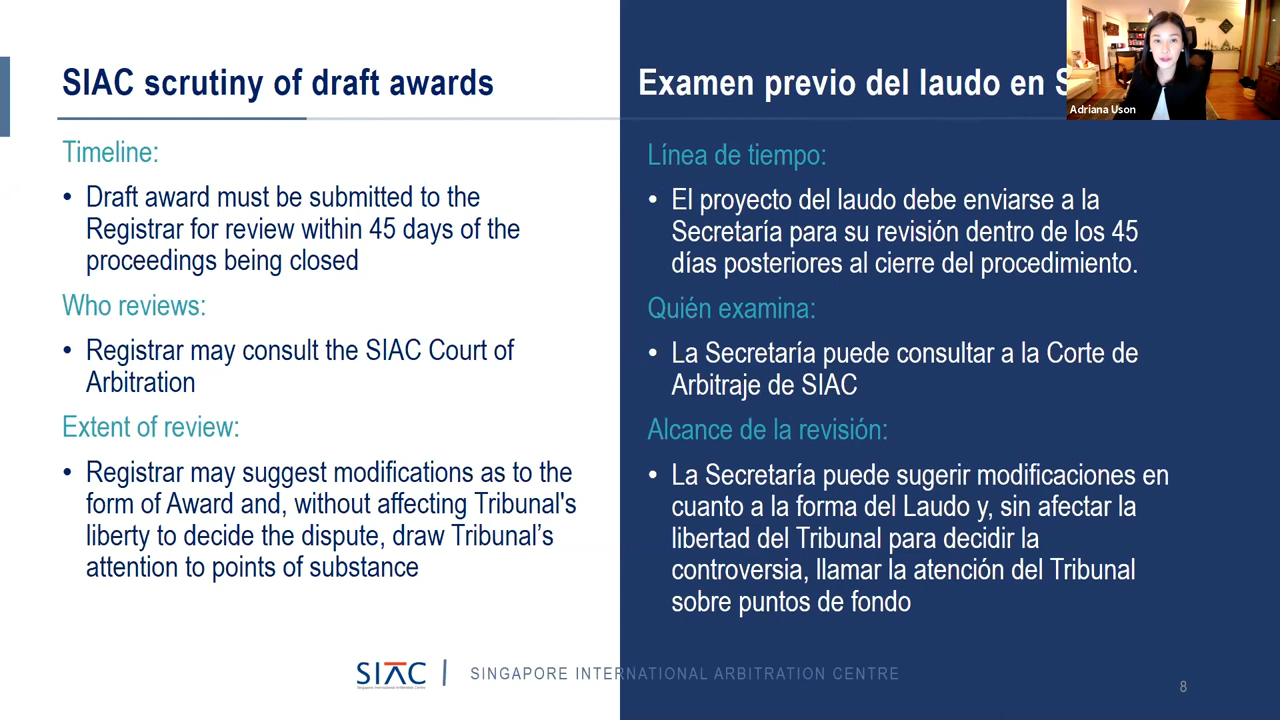 SIAC scrutiny of draft awards
Timeline:
• Draft award must be submitted to the
Registrar for review within 45 days of the
proceedings being closed
Who reviews:
• Registrar may consult the SIAC Court of
Arbitration
Extent of review:
• Registrar may suggest modifications as to the
form of Award and, without affecting Tribunal's
liberty to decide the dispute, draw Tribunal’s
attention to points of substance
Examen previo del laudo en S
Adriana Uson
Línea de tiempo:
• El proyecto del laudo debe enviarse a la
Secretaría para su revisión dentro de los 45
días posteriores al cierre del procedimiento.
Quién examina:
• La Secretaría puede consultar a la Corte de
Arbitraje de SIAC
Alcance de la revisión:
• La Secretaría puede sugerir modificaciones en
cuanto a la forma del Laudo y, sin afectar la
libertad del Tribunal para decidir la
controversia, llamar la atención del Tribunal
sobre puntos de fondo
SIAC
Singapore International Arbitration Centre
SINGAPORE INTERNATIONAL ARBITRATION CENTRE
8